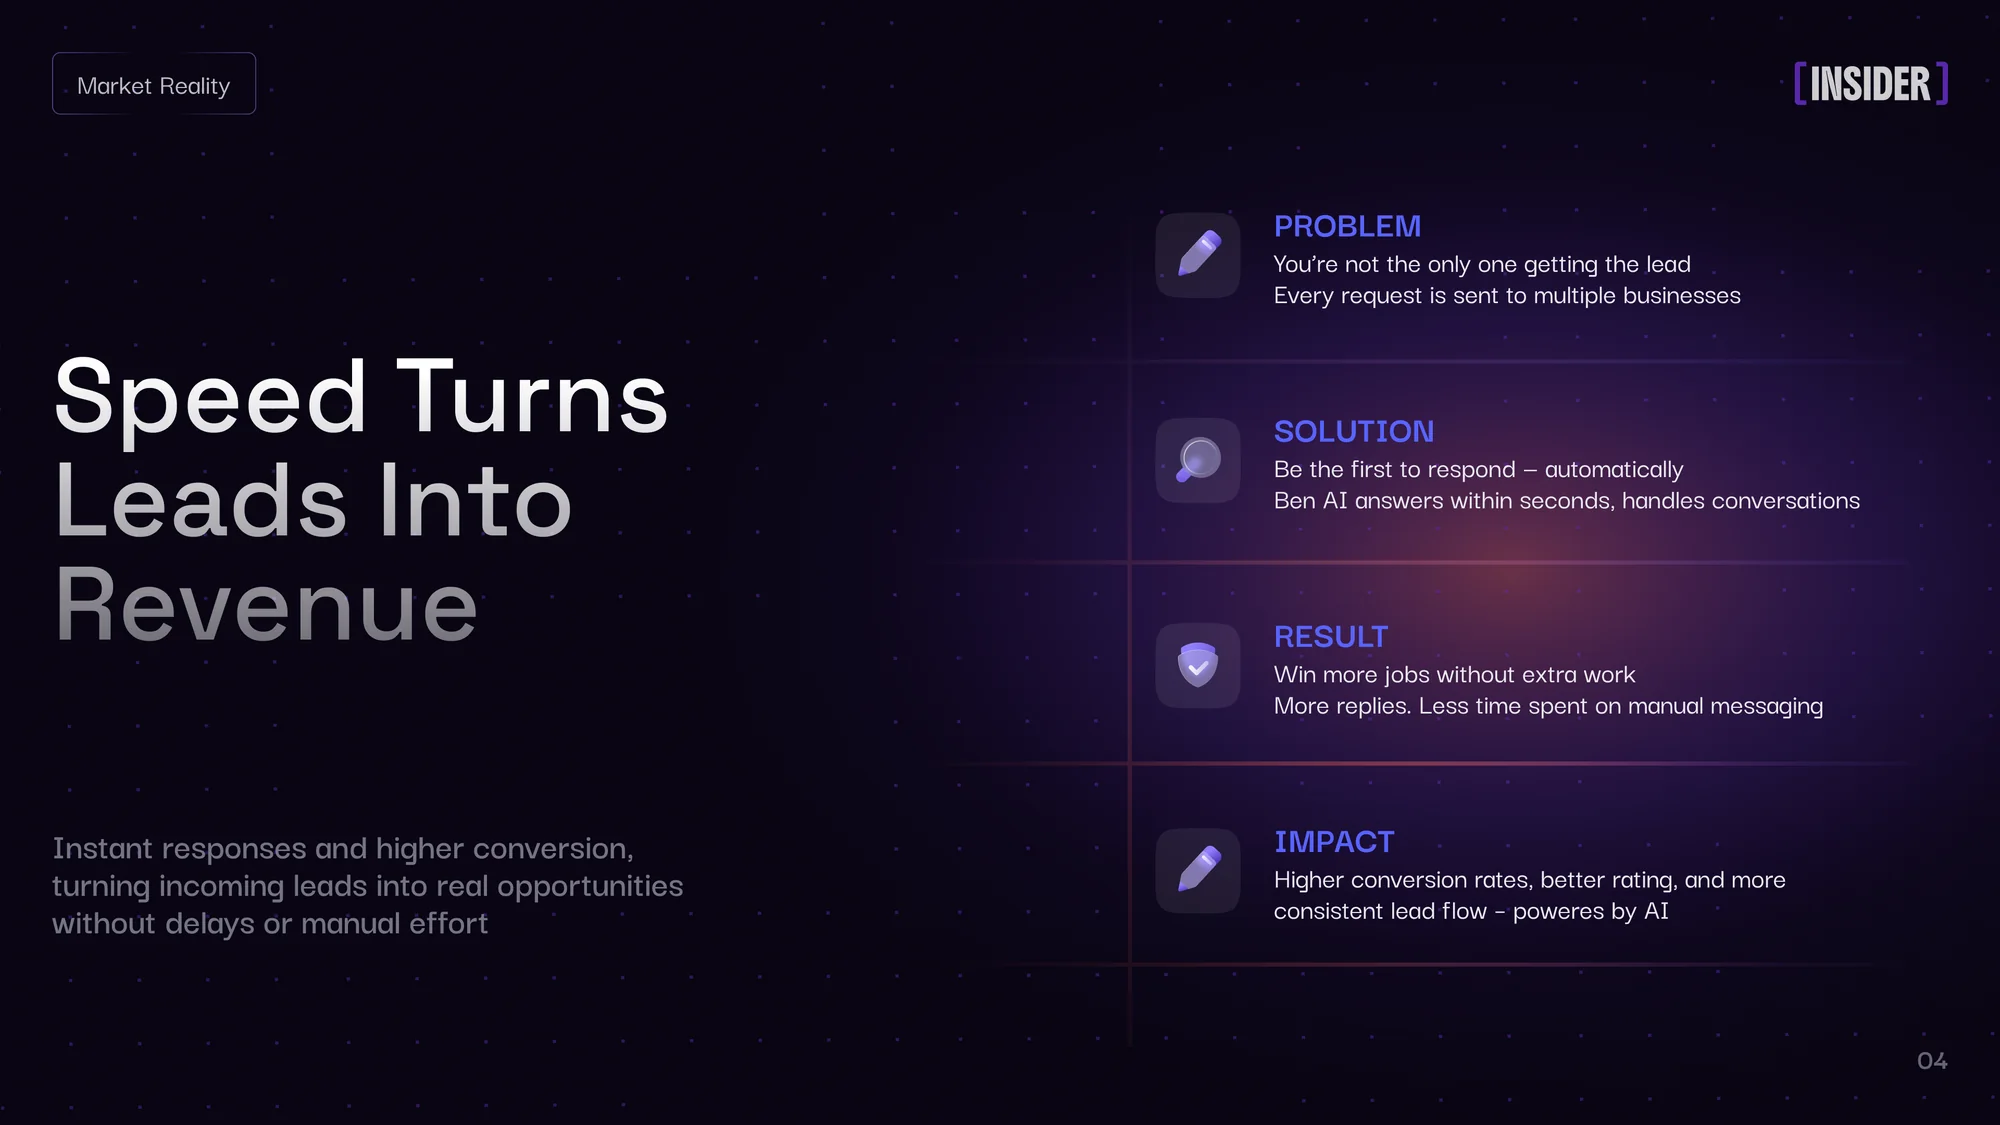 Market Reality
[INSIDER]
Speed Turns
Leads Into
Revenue
Instant responses and higher conversion,
turning incoming leads into real opportunities
without delays or manual effort
PROBLEM
You’re not the only one getting the lead
Every request is sent to multiple businesses
SOLUTION
Be the first to respond – automatically
Ben AI answers within seconds, handles conversations
RESULT
Win more jobs without extra work
More replies. Less time spent on manual messaging
IMPACT
Higher conversion rates, better rating, and more
consistent lead flow - poweres by AI
04